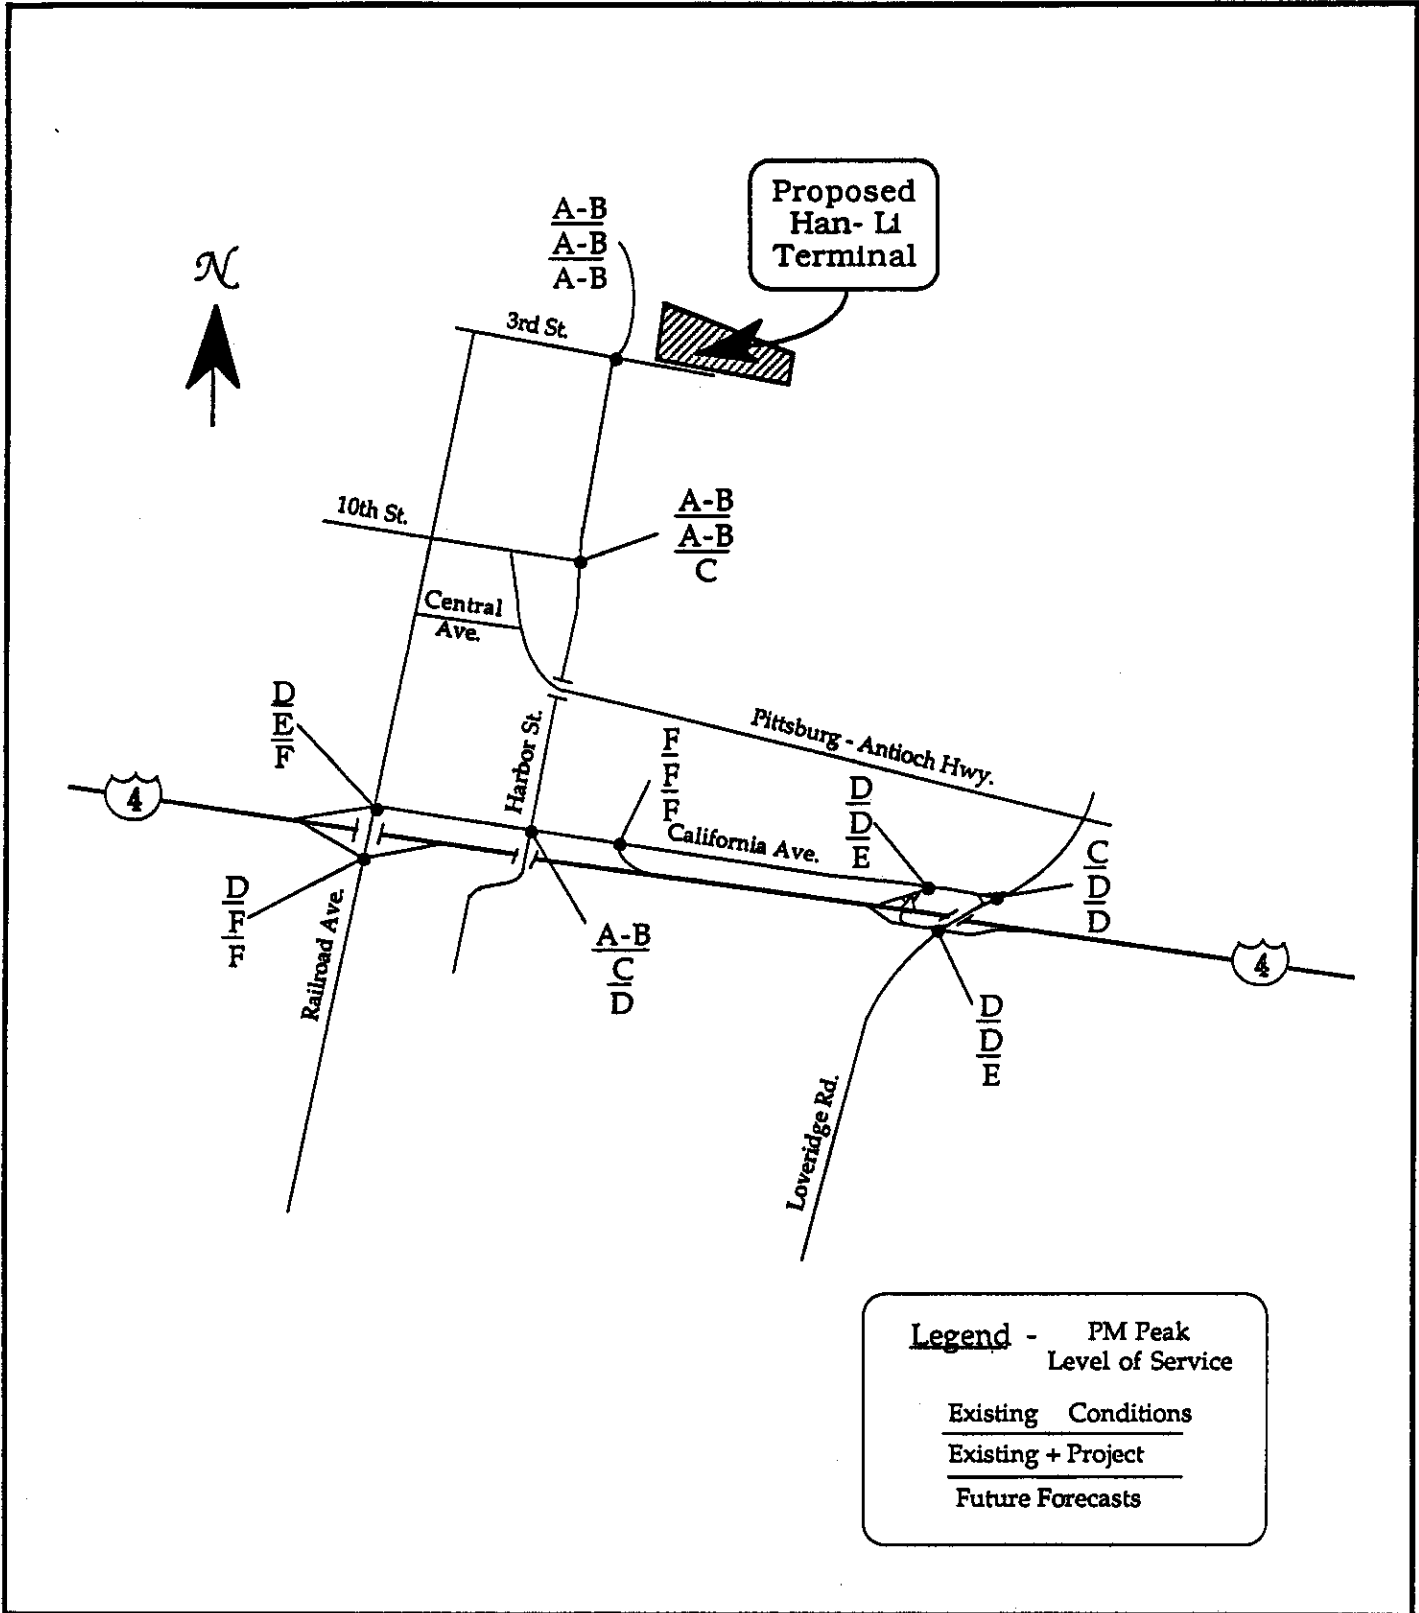 Proposed
Han- Li
Terminal
A-B
A-B
A-B
N
3rd St.
10th St.
A-B
A-B
C
Central
Ave.
D
E
F
Harbor St.
F
F
F
Pittsburg - Antioch Hwy.
4
California Ave.
D
D
E
C
D
D
D
F
F
Railroad Ave.
A-B
C
D
4
D
D
E
Loveridge Rd.
Legend - PM Peak
Level of Service
Existing Conditions
Existing + Project
Future Forecasts